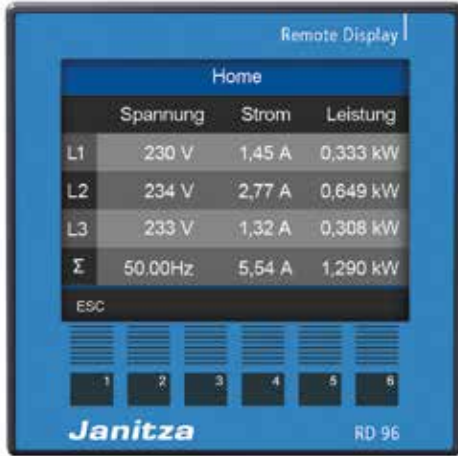 Remote Display
Home
Spannung Strom Leistung
L1 230 V 1,45 A 0,333 kW
L2 234 V 2,77 A 0,649 kW
L3 233 V 1,32 A 0,308 kW
Σ 50.00Hz 5,54 A 1,290 kW
ESC
1 2 3 4 5 6
Janitza RD 96